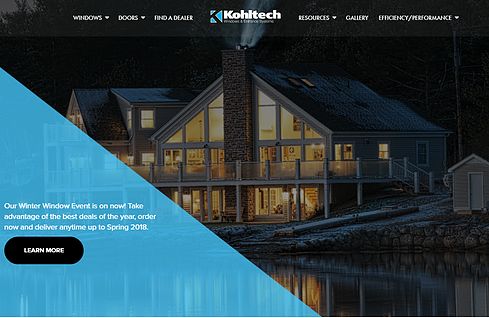 WINDOWS DOORS FIND A DEALER Kohltech RESOURCES GALLERY EFFICIENCY/PERFORMANCE
Windows & Entrance Systems
Our Winter Window Event is on now! Take
advantage of the best deals of the year, order
now and deliver anytime up to Spring 2018.
LEARN MORE